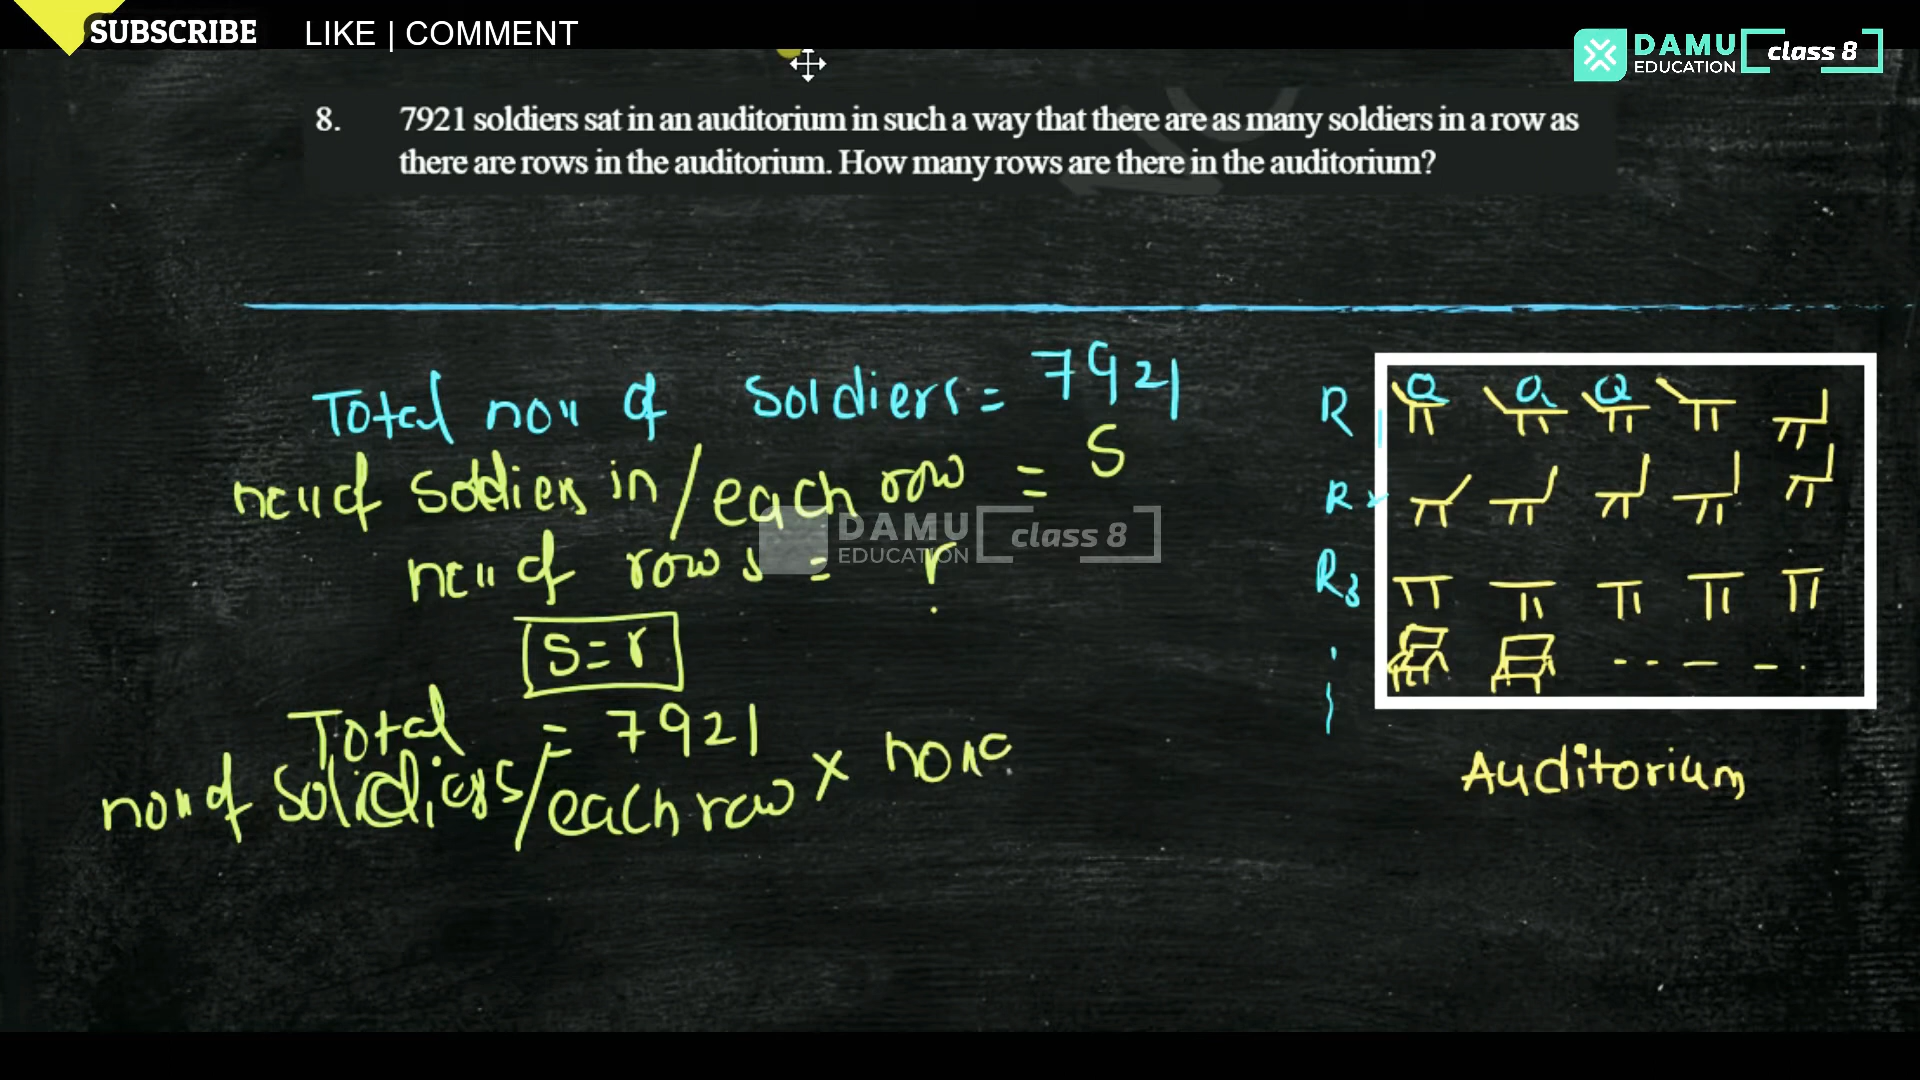 SUBSCRIBE LIKE | COMMENT
DAMU EDUCATION class 8
8. 7921 soldiers sat in an auditorium in such a way that there are as many soldiers in a row as
there are rows in the auditorium. How many rows are there in the auditorium?
Total no" of soldiers = 7921
no" of soldiers in / each row = S
DAMU EDUCATION class 8
no" of rows = r
S = r
Total = 7921
no" of soldiers / each row × no
R1
R2
R3
Auditorium